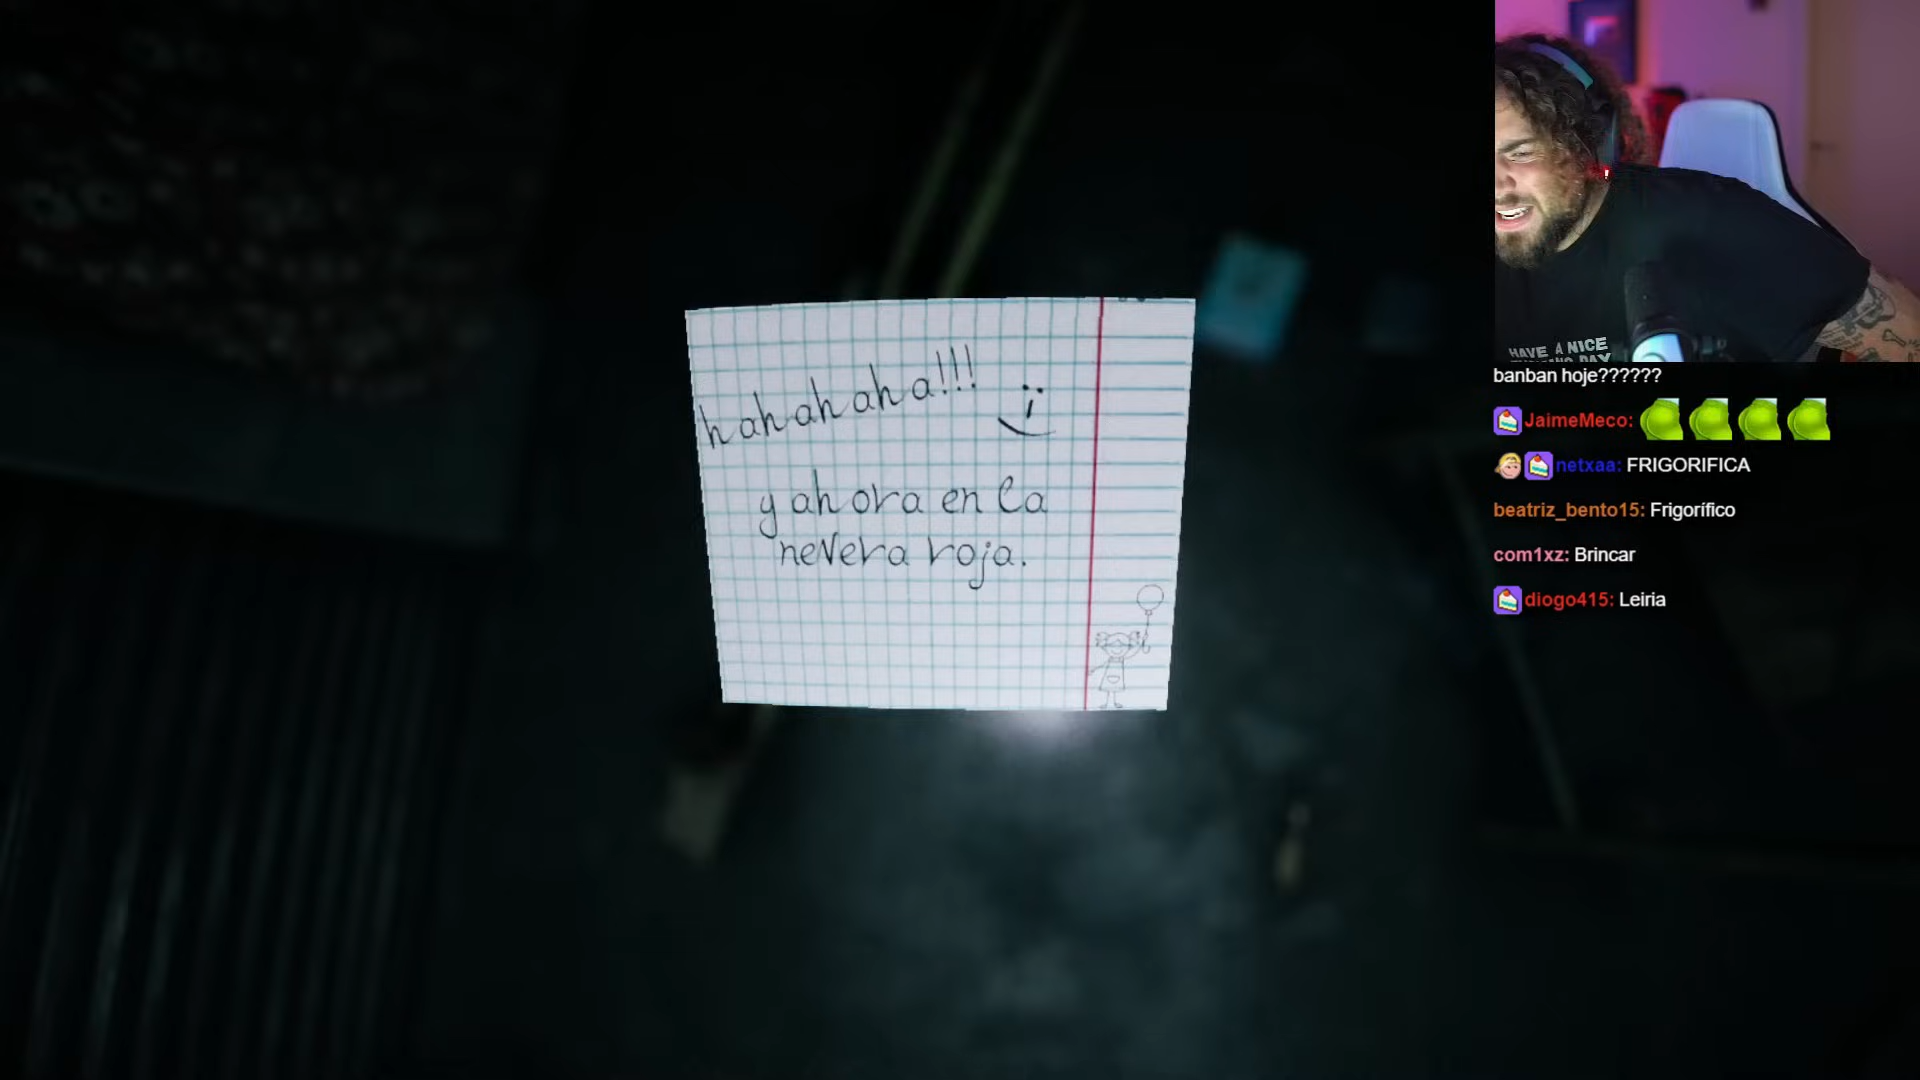 hahahaha!!!
y ahora en la
nevera roja.
HAVE A NICE
DAY
banban hoje??????
JaimeMeco:
netxaa: FRIGORIFICA
beatriz_bento15: Frigorífico
com1xz: Brincar
diogo415: Leiria